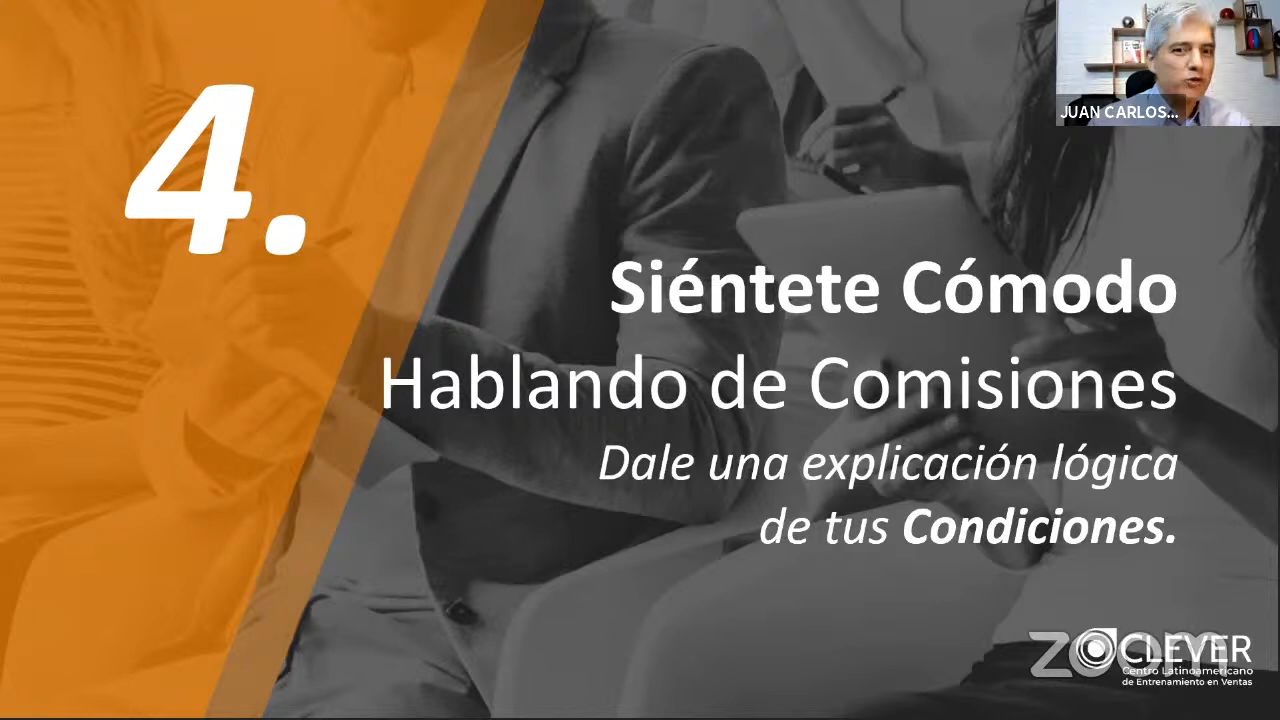 JUAN CARLOS...
4.
Siéntete Cómodo
Hablando de Comisiones
Dale una explicación lógica
de tus Condiciones.
zoom
CLEVER
Centro Latinoamericano
de Entrenamiento en Ventas